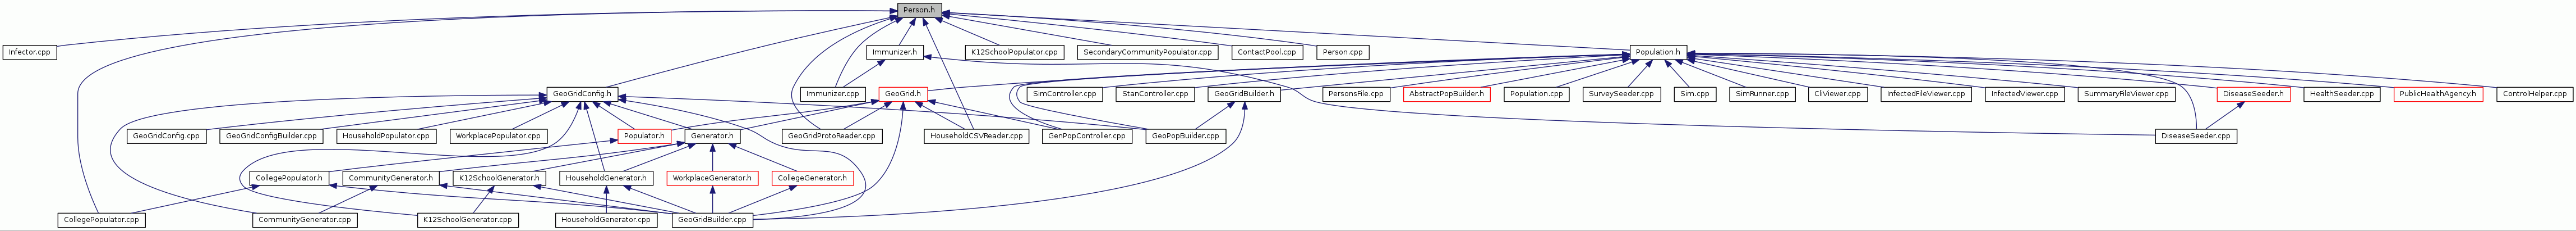 Person.h
Infector.cpp
Immunizer.h
K12SchoolPopulator.cpp
SecondaryCommunityPopulator.cpp
ContactPool.cpp
Person.cpp
Population.h
GeoGridConfig.h
Immunizer.cpp
GeoGrid.h
SimController.cpp
StanController.cpp
GeoGridBuilder.h
PersonsFile.cpp
AbstractPopBuilder.h
Population.cpp
SurveySeeder.cpp
Sim.cpp
SimRunner.cpp
CliViewer.cpp
InfectedFileViewer.cpp
InfectedViewer.cpp
SummaryFileViewer.cpp
DiseaseSeeder.h
HealthSeeder.cpp
PublicHealthAgency.h
ControlHelper.cpp
GeoGridConfig.cpp
GeoGridConfigBuilder.cpp
HouseholdPopulator.cpp
WorkplacePopulator.cpp
Populator.h
Generator.h
GeoGridProtoReader.cpp
HouseholdCSVReader.cpp
GenPopController.cpp
GeoPopBuilder.cpp
DiseaseSeeder.cpp
CollegePopulator.h
CommunityGenerator.h
K12SchoolGenerator.h
HouseholdGenerator.h
WorkplaceGenerator.h
CollegeGenerator.h
CollegePopulator.cpp
CommunityGenerator.cpp
K12SchoolGenerator.cpp
HouseholdGenerator.cpp
GeoGridBuilder.cpp